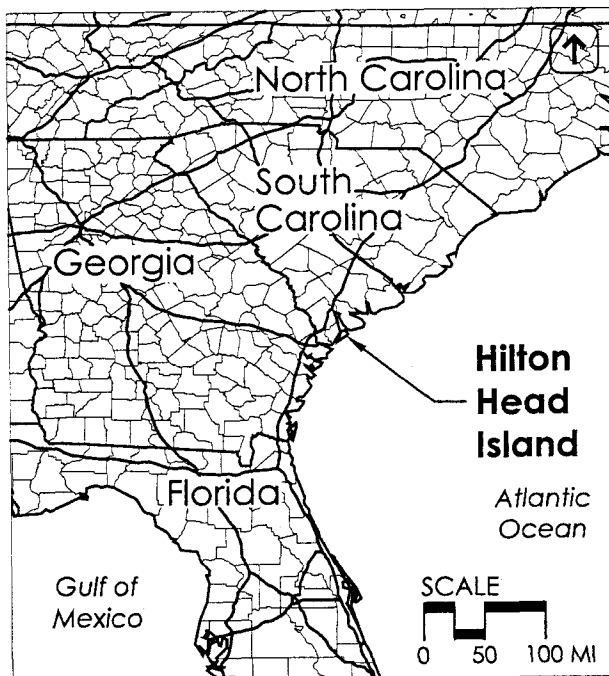 North Carolina
South
Carolina
Georgia
Hilton
Head
Island
Florida
Atlantic
Ocean
Gulf of
Mexico
SCALE
0 50 100 MI